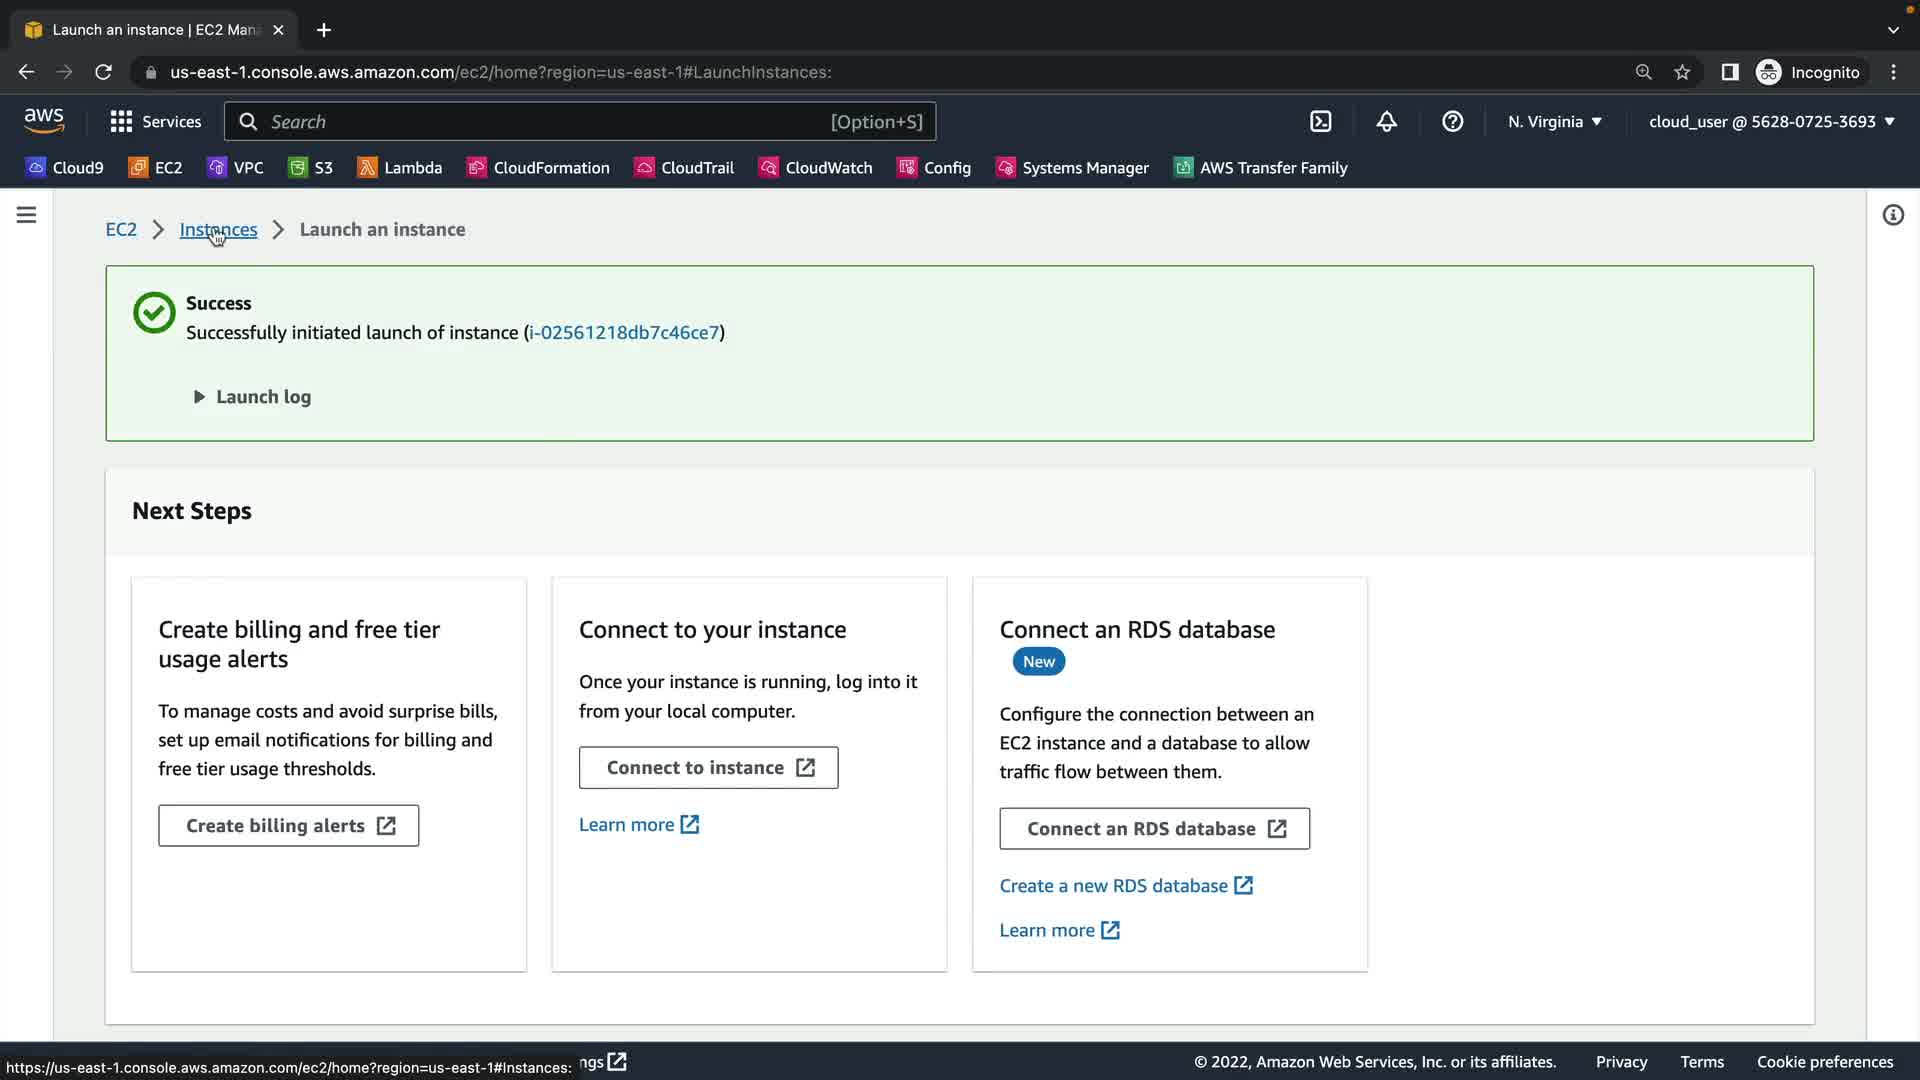 Launch an instance | EC2 Mana
us-east-1.console.aws.amazon.com/ec2/home?region=us-east-1#LaunchInstances:
Incognito
aws
Services
Search
[Option+S]
N. Virginia
cloud_user @ 5628-0725-3693
Cloud9
EC2
VPC
S3
Lambda
CloudFormation
CloudTrail
CloudWatch
Config
Systems Manager
AWS Transfer Family
EC2
Instances
Launch an instance
Success
Successfully initiated launch of instance (i-02561218db7c46ce7)
Launch log
Next Steps
Create billing and free tier
usage alerts
To manage costs and avoid surprise bills,
set up email notifications for billing and
free tier usage thresholds.
Create billing alerts
Connect to your instance
Once your instance is running, log into it
from your local computer.
Connect to instance
Learn more
Connect an RDS database
New
Configure the connection between an
EC2 instance and a database to allow
traffic flow between them.
Connect an RDS database
Create a new RDS database
Learn more
https://us-east-1.console.aws.amazon.com/ec2/home?region=us-east-1#Instances:
ngs
© 2022, Amazon Web Services, Inc. or its affiliates.
Privacy
Terms
Cookie preferences